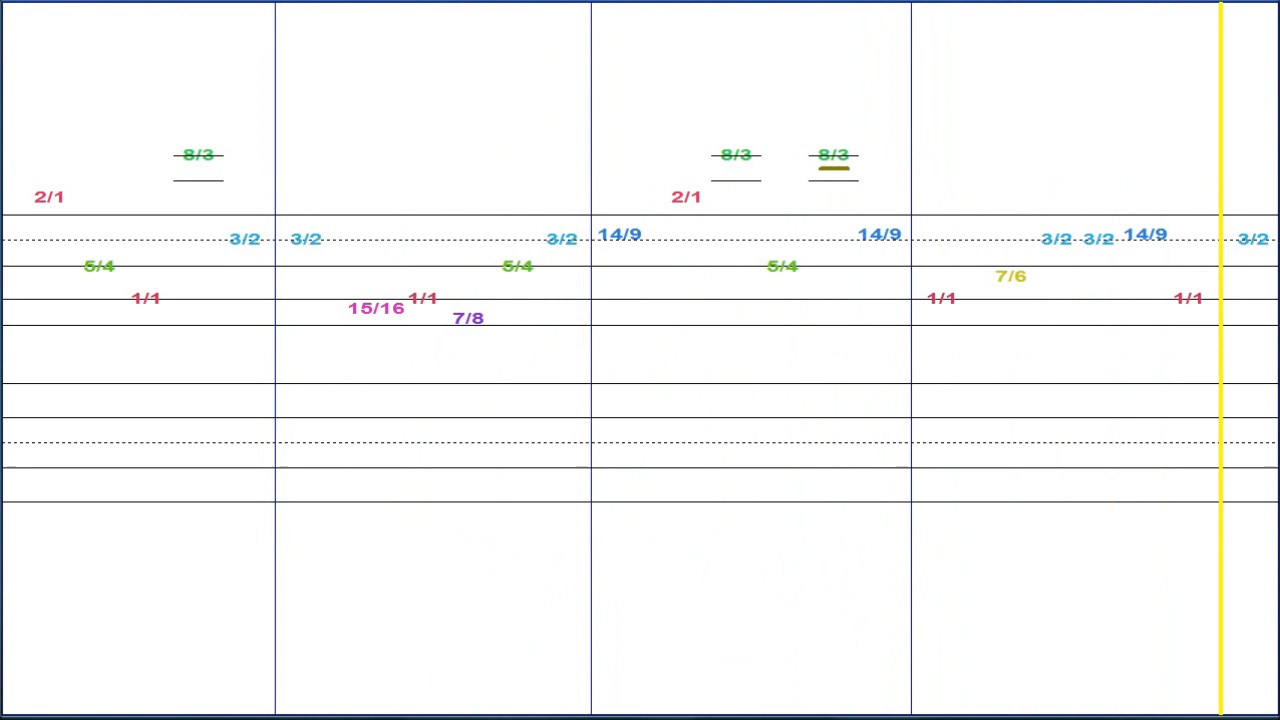 8/3 8/3 8/3
2/1 2/1
14/9 14/9 14/9
3/2 3/2 3/2 3/2 3/2 3/2
5/4 5/4 5/4
7/6
1/1 1/1 1/1 1/1
15/16
7/8